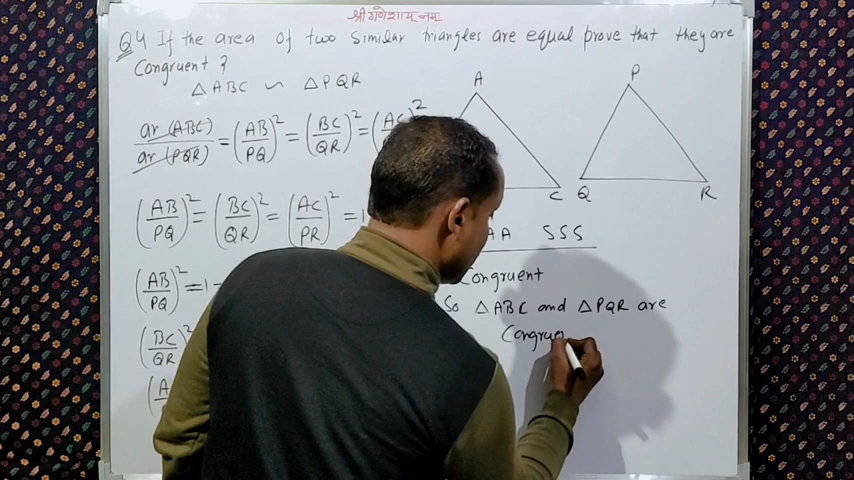 श्री गणेशाय नमः
Q4 If the area of two similar triangles are equal prove that they are
Congruent ?
△ABC ∽ △PQR
ar (ABC)/ar (PQR) = (AB/PQ)² = (BC/QR)² = (AC
(AB/PQ)² = (BC/QR)² = (AC/PR)² = 1
(AB/PQ)² = 1
(BC/QR)²
(A
A
C
P
Q
R
AA SSS
Congruent
So △ABC and △PQR are
Congrue